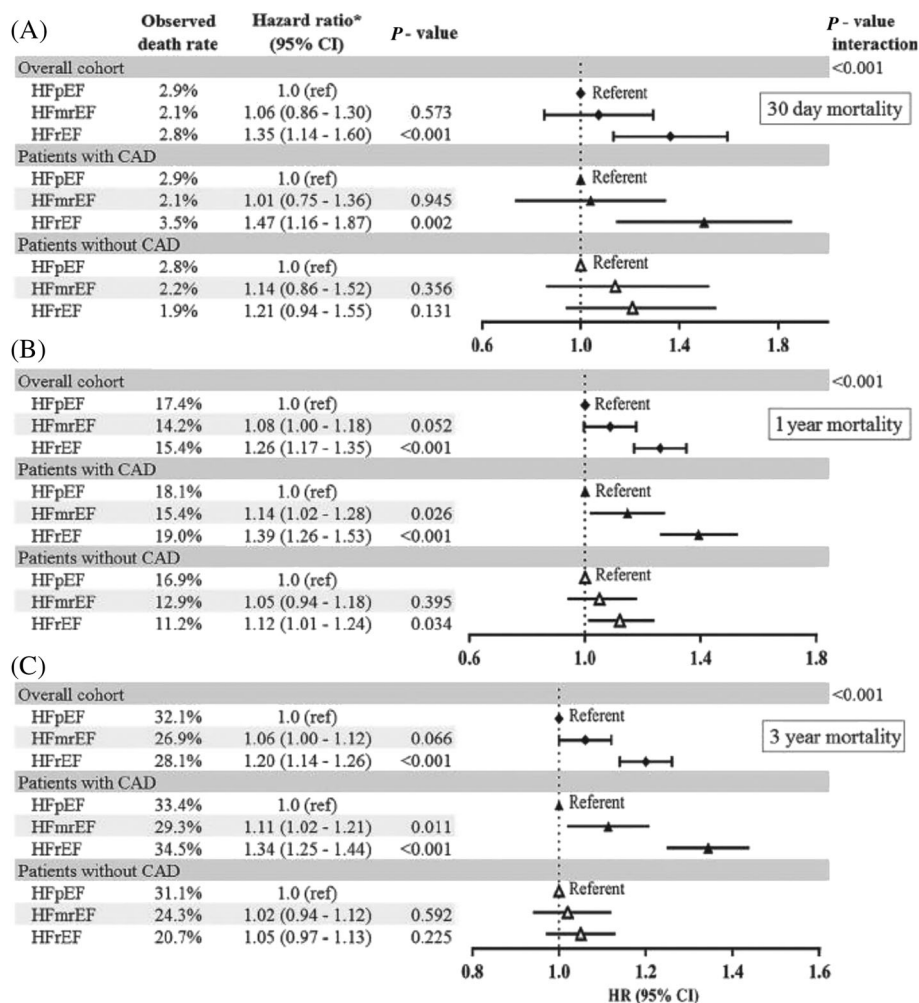 (A)
Observed death rate Hazard ratio* (95% CI) P - value P - value interaction
Overall cohort <0.001
HFpEF 2.9% 1.0 (ref) Referent
HFmrEF 2.1% 1.06 (0.86 - 1.30) 0.573 30 day mortality
HFrEF 2.8% 1.35 (1.14 - 1.60) <0.001
Patients with CAD
HFpEF 2.9% 1.0 (ref) Referent
HFmrEF 2.1% 1.01 (0.75 - 1.36) 0.945
HFrEF 3.5% 1.47 (1.16 - 1.87) 0.002
Patients without CAD
HFpEF 2.8% 1.0 (ref) Referent
HFmrEF 2.2% 1.14 (0.86 - 1.52) 0.356
HFrEF 1.9% 1.21 (0.94 - 1.55) 0.131
0.6 1.0 1.4 1.8
(B)
Overall cohort <0.001
HFpEF 17.4% 1.0 (ref) Referent
HFmrEF 14.2% 1.08 (1.00 - 1.18) 0.052 1 year mortality
HFrEF 15.4% 1.26 (1.17 - 1.35) <0.001
Patients with CAD
HFpEF 18.1% 1.0 (ref) Referent
HFmrEF 15.4% 1.14 (1.02 - 1.28) 0.026
HFrEF 19.0% 1.39 (1.26 - 1.53) <0.001
Patients without CAD
HFpEF 16.9% 1.0 (ref) Referent
HFmrEF 12.9% 1.05 (0.94 - 1.18) 0.395
HFrEF 11.2% 1.12 (1.01 - 1.24) 0.034
0.6 1.0 1.4 1.8
(C)
Overall cohort <0.001
HFpEF 32.1% 1.0 (ref) Referent
HFmrEF 26.9% 1.06 (1.00 - 1.12) 0.066 3 year mortality
HFrEF 28.1% 1.20 (1.14 - 1.26) <0.001
Patients with CAD
HFpEF 33.4% 1.0 (ref) Referent
HFmrEF 29.3% 1.11 (1.02 - 1.21) 0.011
HFrEF 34.5% 1.34 (1.25 - 1.44) <0.001
Patients without CAD
HFpEF 31.1% 1.0 (ref) Referent
HFmrEF 24.3% 1.02 (0.94 - 1.12) 0.592
HFrEF 20.7% 1.05 (0.97 - 1.13) 0.225
0.8 1.0 1.2 1.4 1.6
HR (95% CI)